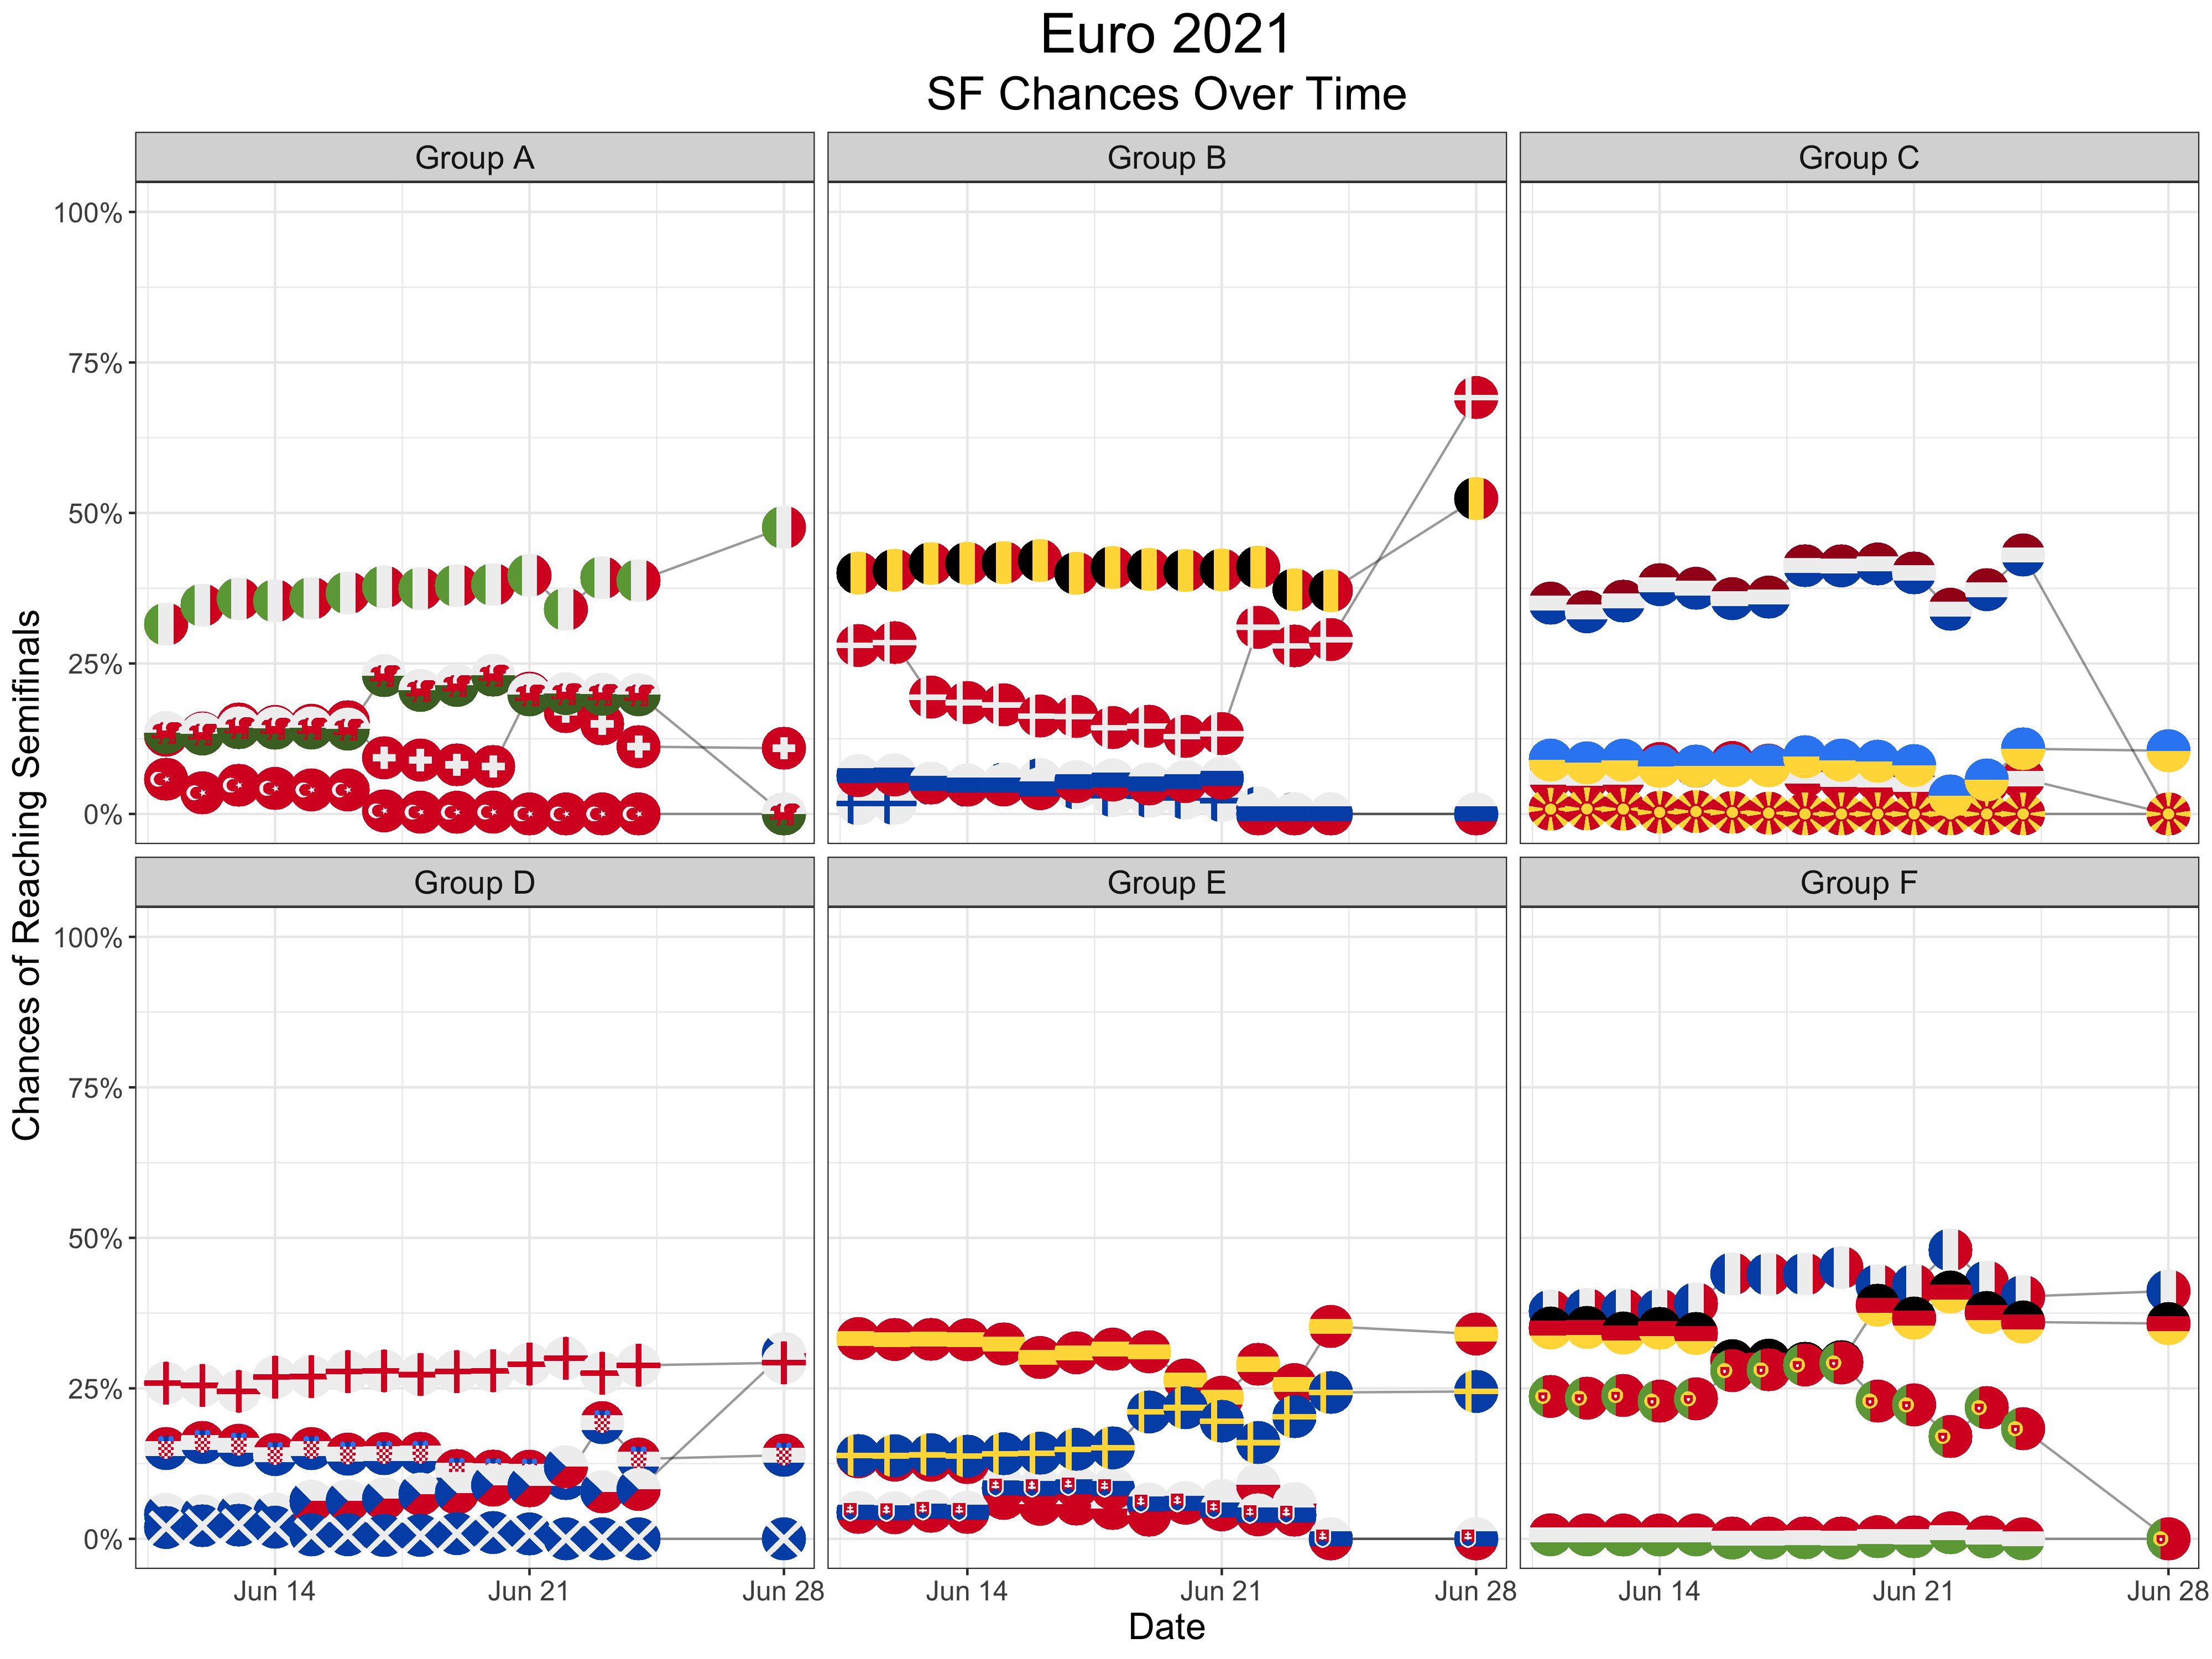 Euro 2021
SF Chances Over Time
Group A
Group B
Group C
100%
75%
50%
25%
0%
Group D
Group E
Group F
100%
75%
50%
25%
0%
Chances of Reaching Semifinals
Jun 14
Jun 21
Jun 28
Jun 14
Jun 21
Jun 28
Jun 14
Jun 21
Jun 28
Date